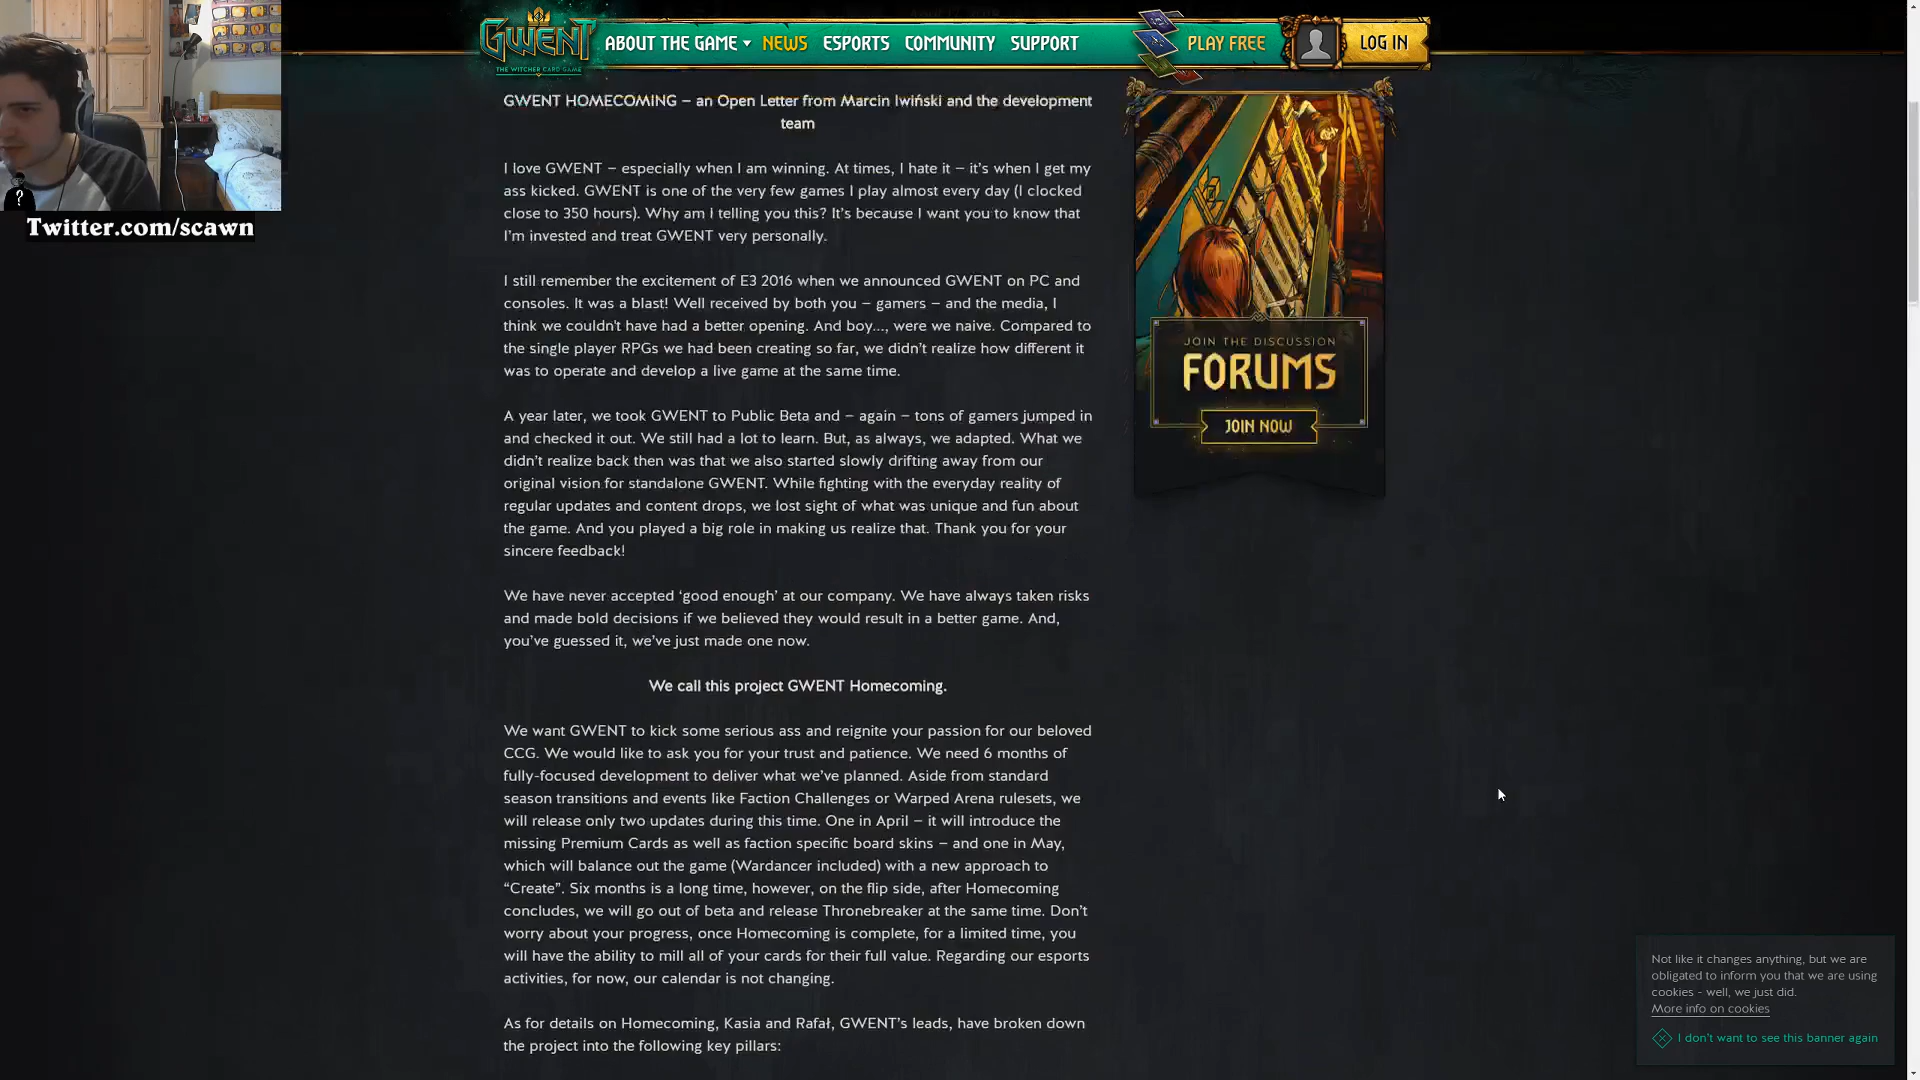 GWENT
THE WITCHER CARD GAME
ABOUT THE GAME
NEWS
ESPORTS
COMMUNITY
SUPPORT
PLAY FREE
LOG IN
?
Twitter.com/scawn
GWENT HOMECOMING – an Open Letter from Marcin Iwiński and the development
team
I love GWENT – especially when I am winning. At times, I hate it – it’s when I get my
ass kicked. GWENT is one of the very few games I play almost every day (I clocked
close to 350 hours). Why am I telling you this? It’s because I want you to know that
I’m invested and treat GWENT very personally.
I still remember the excitement of E3 2016 when we announced GWENT on PC and
consoles. It was a blast! Well received by both you – gamers – and the media, I
think we couldn’t have had a better opening. And boy..., were we naive. Compared to
the single player RPGs we had been creating so far, we didn’t realize how different it
was to operate and develop a live game at the same time.
A year later, we took GWENT to Public Beta and – again – tons of gamers jumped in
and checked it out. We still had a lot to learn. But, as always, we adapted. What we
didn’t realize back then was that we also started slowly drifting away from our
original vision for standalone GWENT. While fighting with the everyday reality of
regular updates and content drops, we lost sight of what was unique and fun about
the game. And you played a big role in making us realize that. Thank you for your
sincere feedback!
We have never accepted ‘good enough’ at our company. We have always taken risks
and made bold decisions if we believed they would result in a better game. And,
you’ve guessed it, we’ve just made one now.
We call this project GWENT Homecoming.
We want GWENT to kick some serious ass and reignite your passion for our beloved
CCG. We would like to ask you for your trust and patience. We need 6 months of
fully-focused development to deliver what we’ve planned. Aside from standard
season transitions and events like Faction Challenges or Warped Arena rulesets, we
will release only two updates during this time. One in April – it will introduce the
missing Premium Cards as well as faction specific board skins – and one in May,
which will balance out the game (Wardancer included) with a new approach to
“Create”. Six months is a long time, however, on the flip side, after Homecoming
concludes, we will go out of beta and release Thronebreaker at the same time. Don’t
worry about your progress, once Homecoming is complete, for a limited time, you
will have the ability to mill all of your cards for their full value. Regarding our esports
activities, for now, our calendar is not changing.
As for details on Homecoming, Kasia and Rafał, GWENT’s leads, have broken down
the project into the following key pillars:
JOIN THE DISCUSSION
FORUMS
JOIN NOW
Not like it changes anything, but we are
obligated to inform you that we are using
cookies - well, we just did.
More info on cookies
I don't want to see this banner again